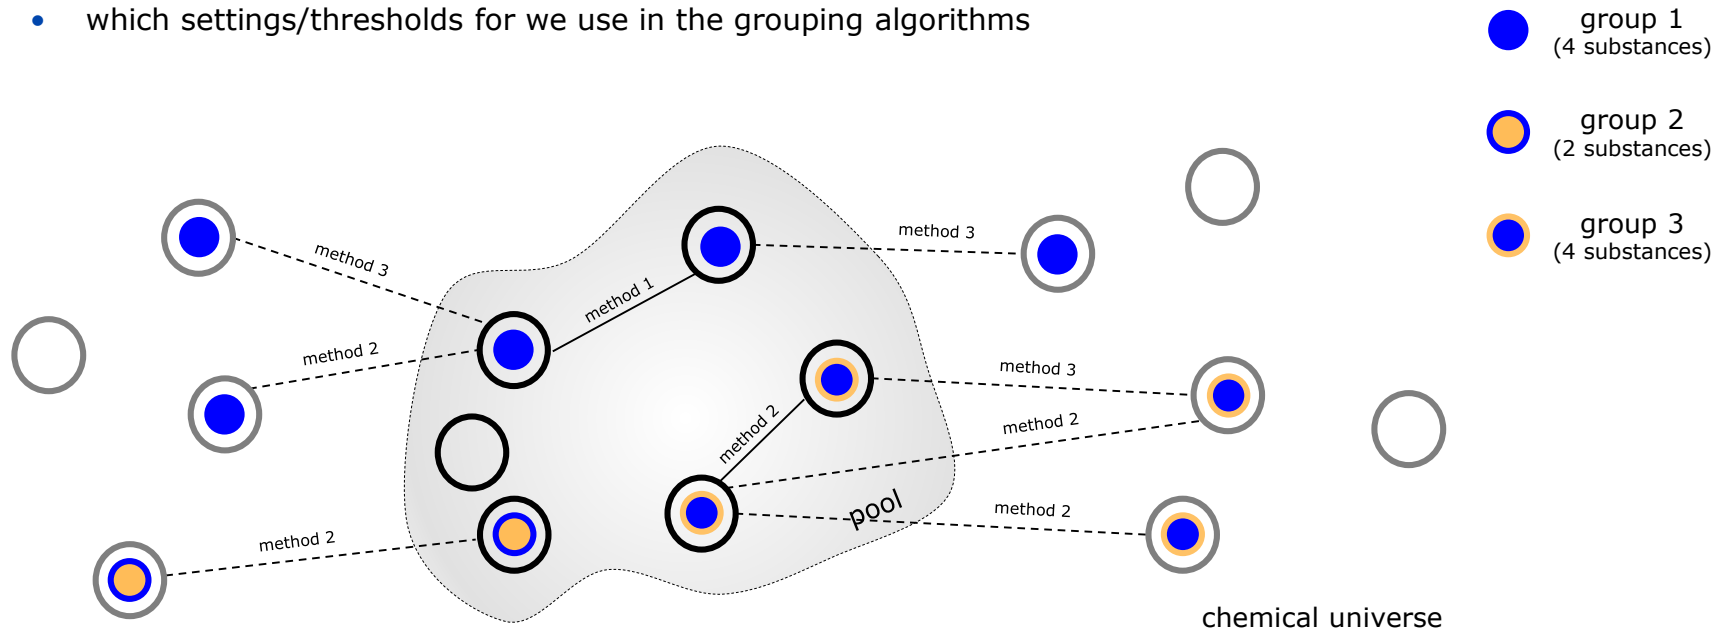 • which settings/thresholds for we use in the grouping algorithms
group 1
(4 substances)
group 2
(2 substances)
group 3
(4 substances)
method 3
method 3
method 1
method 2
method 3
method 2
method 2
pool
method 2
method 2
chemical universe